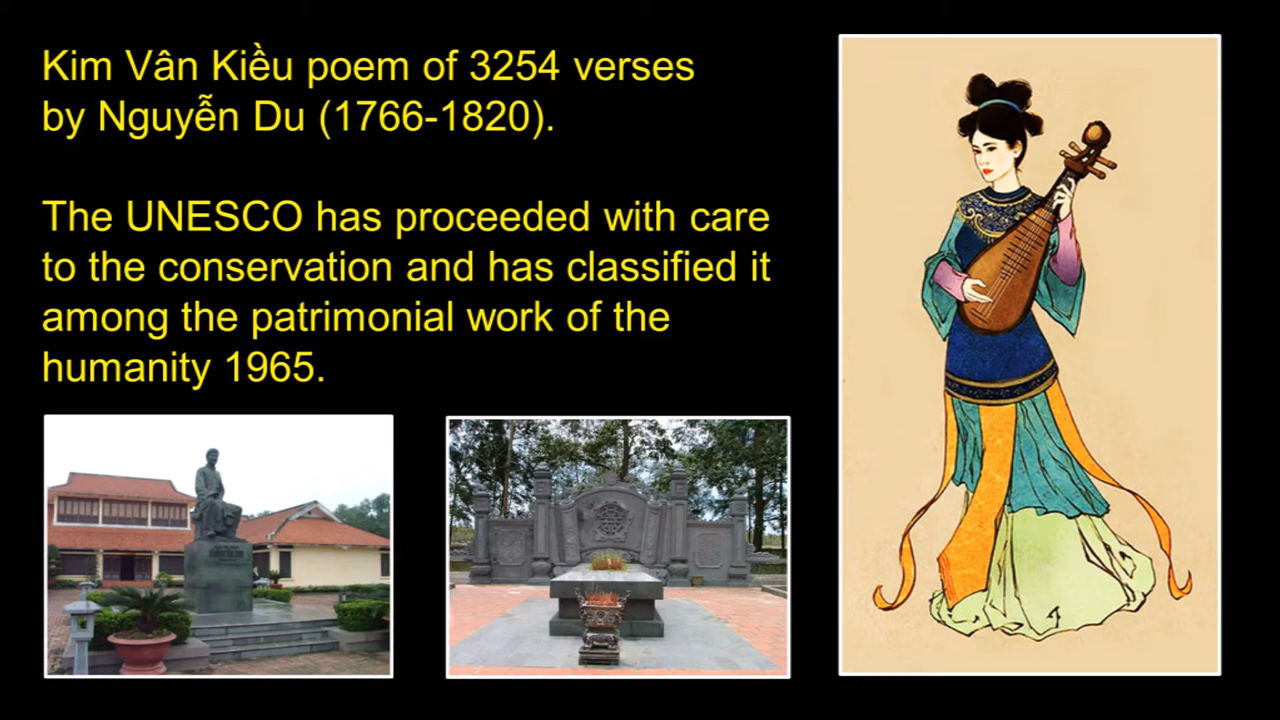 Kim Vân Kiều poem of 3254 verses
by Nguyễn Du (1766-1820).
The UNESCO has proceeded with care
to the conservation and has classified it
among the patrimonial work of the
humanity 1965.